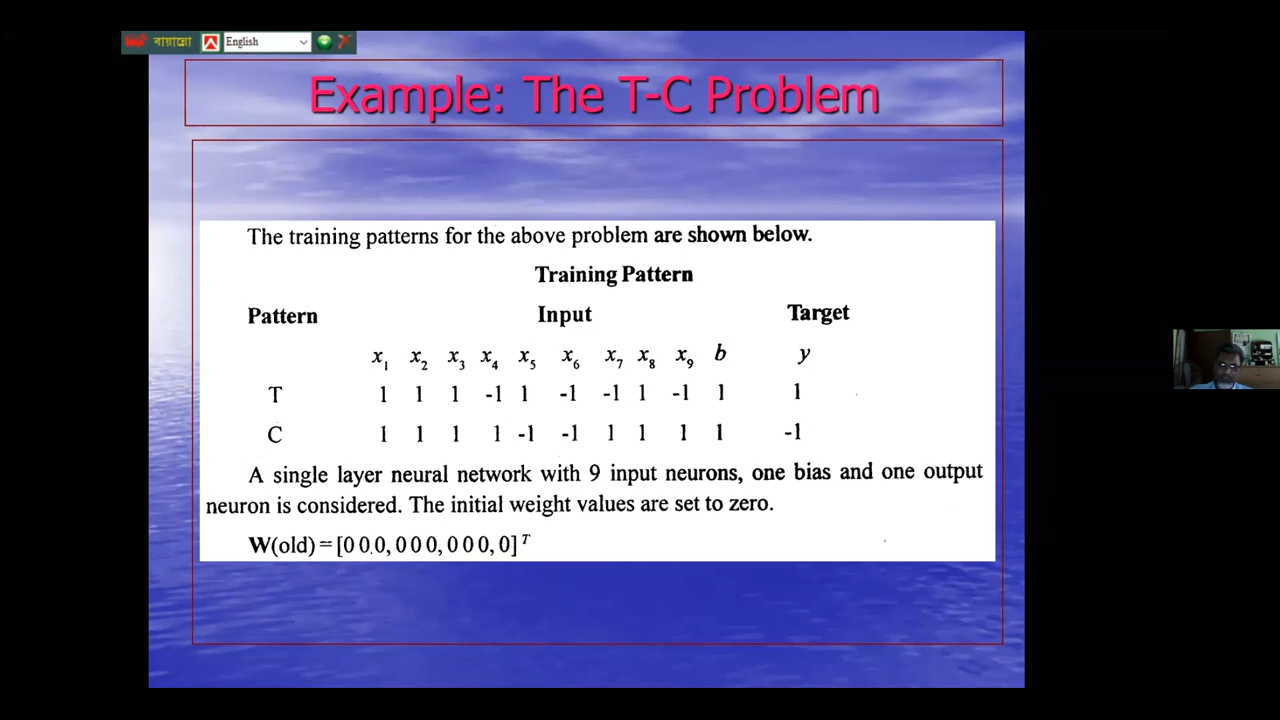 বায়ান্নো English
Example: The T-C Problem
The training patterns for the above problem are shown below.
Training Pattern
Pattern Input Target
x1 x2 x3 x4 x5 x6 x7 x8 x9 b y
T 1 1 1 -1 1 -1 -1 1 -1 1 1
C 1 1 1 1 -1 -1 1 1 1 1 -1
A single layer neural network with 9 input neurons, one bias and one output
neuron is considered. The initial weight values are set to zero.
W(old) = [0 0 0, 0 0 0, 0 0 0, 0] T